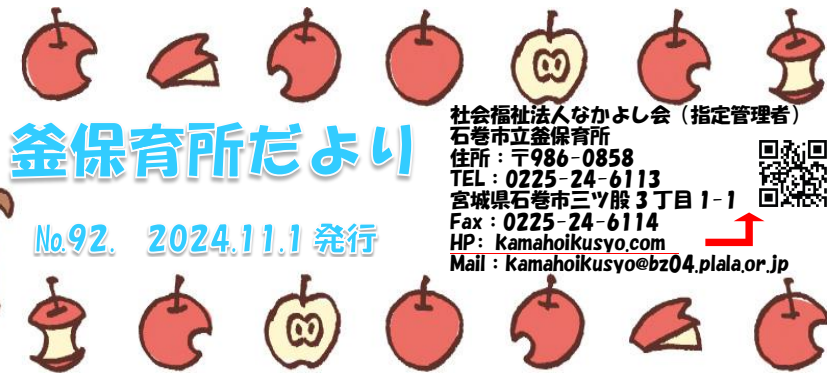 釜保育所だより
No.92. 2024.11.1 発行
社会福祉法人なかよし会（指定管理者）
石巻市立釜保育所
住所：〒986-0858
TEL：0225-24-6113
宮城県石巻市三ツ股３丁目1-1
Fax：0225-24-6114
HP: kamahoikusyo.com
Mail：kamahoikusyo@bz04.plala.or.jp